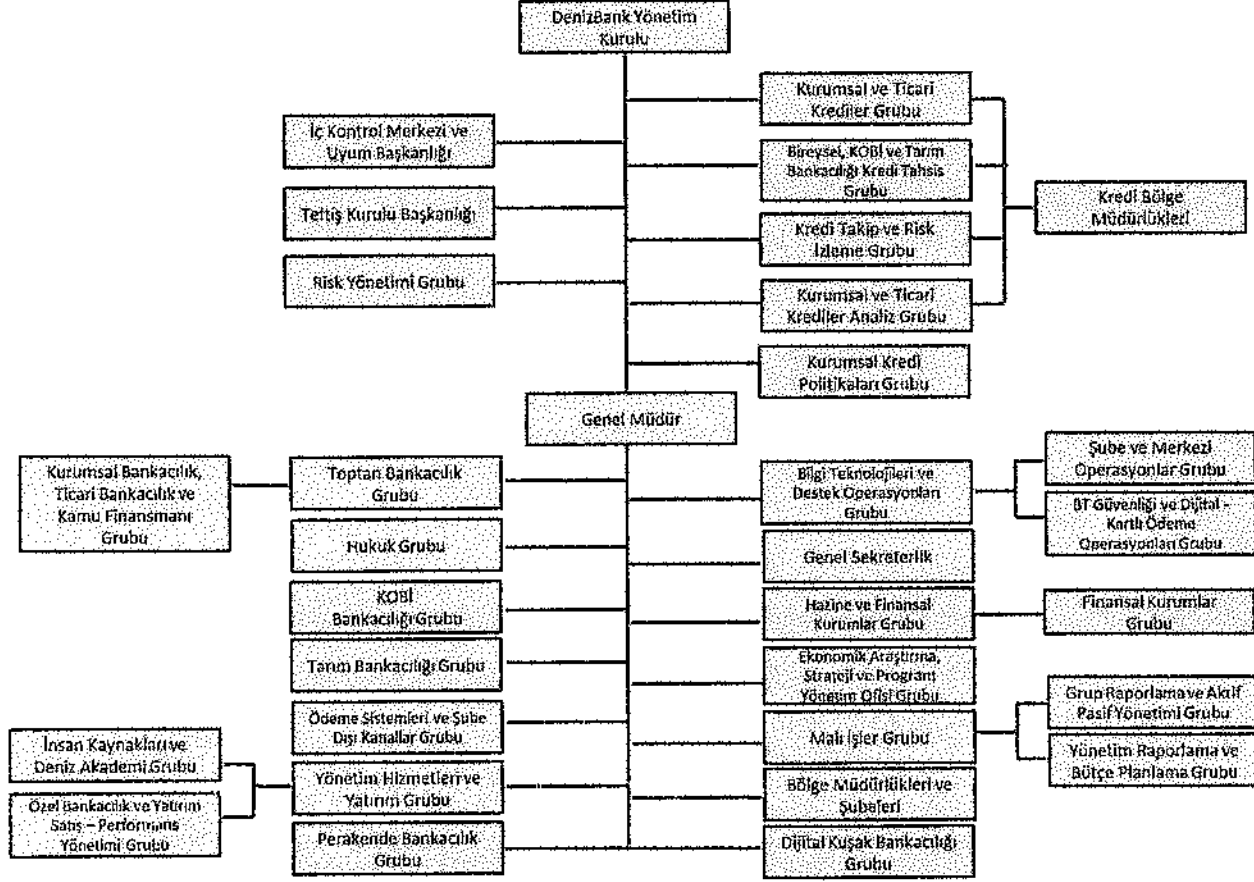 DenizBank Yönetim
Kurulu
İç Kontrol Merkezi ve
Uyum Başkanlığı
Teftiş Kurulu Başkanlığı
Risk Yönetimi Grubu
Kurumsal ve Ticari
Krediler Grubu
Bireysel, KOBİ ve Tarım
Bankacılığı Kredi Tahsis
Grubu
Kredi Takip ve Risk
İzleme Grubu
Kurumsal ve Ticari
Krediler Analiz Grubu
Kurumsal Kredi
Politikaları Grubu
Kredi Bölge
Müdürlükleri
Genel Müdür
Kurumsal Bankacılık,
Ticari Bankacılık ve
Kamu Finansmanı
Grubu
Toptan Bankacılık
Grubu
Hukuk Grubu
KOBİ
Bankacılığı Grubu
Tarım Bankacılığı Grubu
Ödeme Sistemleri ve Şube
Dışı Kanallar Grubu
İnsan Kaynakları ve
Deniz Akademi Grubu
Özel Bankacılık ve Yatırım
Satış – Performans
Yönetimi Grubu
Yönetim Hizmetleri ve
Yatırım Grubu
Perakende Bankacılık
Grubu
Bilgi Teknolojileri ve
Destek Operasyonları
Grubu
Şube ve Merkezi
Operasyonlar Grubu
BT Güvenliği ve Dijital –
Kartlı Ödeme
Operasyonları Grubu
Genel Sekreterlik
Hazine ve Finansal
Kurumlar Grubu
Finansal Kurumlar
Grubu
Ekonomik Araştırma,
Strateji ve Program
Yönetim Ofisi Grubu
Mali İşler Grubu
Grup Raporlama ve Aktif
Pasif Yönetimi Grubu
Yönetim Raporlama ve
Bütçe Planlama Grubu
Bölge Müdürlükleri ve
Şubeleri
Dijital Kuşak Bankacılığı
Grubu